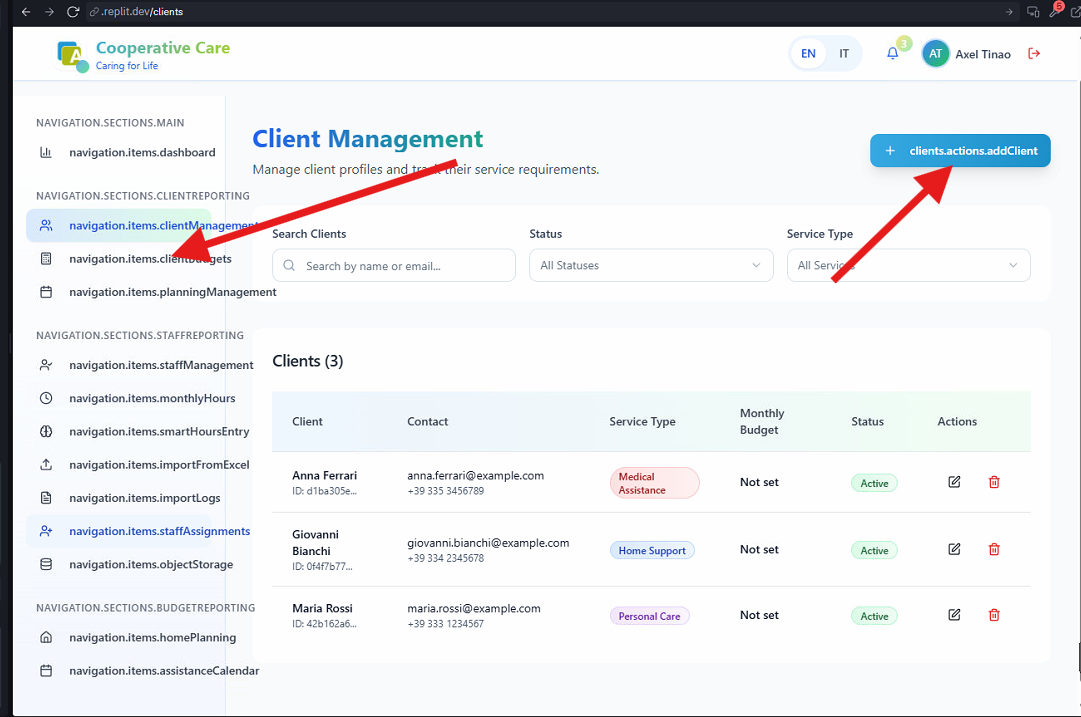 .replit.dev/clients
5
Cooperative Care
Caring for Life
EN IT
3
AT Axel Tinao
NAVIGATION.SECTIONS.MAIN
navigation.items.dashboard
NAVIGATION.SECTIONS.CLIENTREPORTING
navigation.items.clientManagement
navigation.items.clientBudgets
navigation.items.planningManagement
NAVIGATION.SECTIONS.STAFFREPORTING
navigation.items.staffManagement
navigation.items.monthlyHours
navigation.items.smartHoursEntry
navigation.items.importFromExcel
navigation.items.importLogs
navigation.items.staffAssignments
navigation.items.objectStorage
NAVIGATION.SECTIONS.BUDGETREPORTING
navigation.items.homePlanning
navigation.items.assistanceCalendar
Client Management
Manage client profiles and track their service requirements.
+ clients.actions.addClient
Search Clients Status Service Type
Search by name or email... All Statuses All Services
Clients (3)
Client Contact Service Type Monthly Budget Status Actions
Anna Ferrari anna.ferrari@example.com Medical Assistance Not set Active
ID: d1ba305e... +39 335 3456789
Giovanni Bianchi giovanni.bianchi@example.com Home Support Not set Active
ID: 0f4f7b77... +39 334 2345678
Maria Rossi maria.rossi@example.com Personal Care Not set Active
ID: 42b162a6... +39 333 1234567